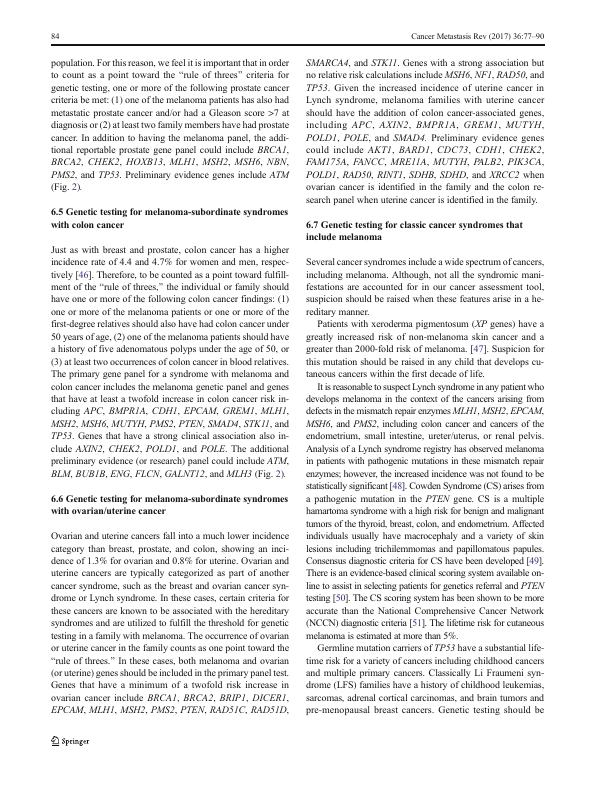 84
Cancer Metastasis Rev (2017) 36:77–90
population. For this reason, we feel it is important that in order
to count as a point toward the “rule of threes” criteria for
genetic testing, one or more of the following prostate cancer
criteria be met: (1) one of the melanoma patients has also had
metastatic prostate cancer and/or had a Gleason score >7 at
diagnosis or (2) at least two family members have had prostate
cancer. In addition to having the melanoma panel, the addi-
tional reportable prostate gene panel could include BRCA1,
BRCA2, CHEK2, HOXB13, MLH1, MSH2, MSH6, NBN,
PMS2, and TP53. Preliminary evidence genes include ATM
(Fig. 2).
6.5 Genetic testing for melanoma-subordinate syndromes
with colon cancer
Just as with breast and prostate, colon cancer has a higher
incidence rate of 4.4 and 4.7% for women and men, respec-
tively [46]. Therefore, to be counted as a point toward fulfill-
ment of the “rule of threes,” the individual or family should
have one or more of the following colon cancer findings: (1)
one or more of the melanoma patients or one or more of the
first-degree relatives should also have had colon cancer under
50 years of age, (2) one of the melanoma patients should have
a history of five adenomatous polyps under the age of 50, or
(3) at least two occurrences of colon cancer in blood relatives.
The primary gene panel for a syndrome with melanoma and
colon cancer includes the melanoma genetic panel and genes
that have at least a twofold increase in colon cancer risk in-
cluding APC, BMPR1A, CDH1, EPCAM, GREM1, MLH1,
MSH2, MSH6, MUTYH, PMS2, PTEN, SMAD4, STK11, and
TP53. Genes that have a strong clinical association also in-
clude AXIN2, CHEK2, POLD1, and POLE. The additional
preliminary evidence (or research) panel could include ATM,
BLM, BUB1B, ENG, FLCN, GALNT12, and MLH3 (Fig. 2).
6.6 Genetic testing for melanoma-subordinate syndromes
with ovarian/uterine cancer
Ovarian and uterine cancers fall into a much lower incidence
category than breast, prostate, and colon, showing an inci-
dence of 1.3% for ovarian and 0.8% for uterine. Ovarian and
uterine cancers are typically categorized as part of another
cancer syndrome, such as the breast and ovarian cancer syn-
drome or Lynch syndrome. In these cases, certain criteria for
these cancers are known to be associated with the hereditary
syndromes and are utilized to fulfill the threshold for genetic
testing in a family with melanoma. The occurrence of ovarian
or uterine cancer in the family counts as one point toward the
“rule of threes.” In these cases, both melanoma and ovarian
(or uterine) genes should be included in the primary panel test.
Genes that have a minimum of a twofold risk increase in
ovarian cancer include BRCA1, BRCA2, BRIP1, DICER1,
EPCAM, MLH1, MSH2, PMS2, PTEN, RAD51C, RAD51D,
SMARCA4, and STK11. Genes with a strong association but
no relative risk calculations include MSH6, NF1, RAD50, and
TP53. Given the increased incidence of uterine cancer in
Lynch syndrome, melanoma families with uterine cancer
should have the addition of colon cancer-associated genes,
including APC, AXIN2, BMPR1A, GREM1, MUTYH,
POLD1, POLE, and SMAD4. Preliminary evidence genes
could include AKT1, BARD1, CDC73, CDH1, CHEK2,
FAM175A, FANCC, MRE11A, MUTYH, PALB2, PIK3CA,
POLD1, RAD50, RINT1, SDHB, SDHD, and XRCC2 when
ovarian cancer is identified in the family and the colon re-
search panel when uterine cancer is identified in the family.
6.7 Genetic testing for classic cancer syndromes that
include melanoma
Several cancer syndromes include a wide spectrum of cancers,
including melanoma. Although, not all the syndromic mani-
festations are accounted for in our cancer assessment tool,
suspicion should be raised when these features arise in a he-
reditary manner.
Patients with xeroderma pigmentosum (XP genes) have a
greatly increased risk of non-melanoma skin cancer and a
greater than 2000-fold risk of melanoma. [47]. Suspicion for
this mutation should be raised in any child that develops cu-
taneous cancers within the first decade of life.
It is reasonable to suspect Lynch syndrome in any patient who
develops melanoma in the context of the cancers arising from
defects in the mismatch repair enzymes MLH1, MSH2, EPCAM,
MSH6, and PMS2, including colon cancer and cancers of the
endometrium, small intestine, ureter/uterus, or renal pelvis.
Analysis of a Lynch syndrome registry has observed melanoma
in patients with pathogenic mutations in these mismatch repair
enzymes; however, the increased incidence was not found to be
statistically significant [48]. Cowden Syndrome (CS) arises from
a pathogenic mutation in the PTEN gene. CS is a multiple
hamartoma syndrome with a high risk for benign and malignant
tumors of the thyroid, breast, colon, and endometrium. Affected
individuals usually have macrocephaly and a variety of skin
lesions including trichilemmomas and papillomatous papules.
Consensus diagnostic criteria for CS have been developed [49].
There is an evidence-based clinical scoring system available on-
line to assist in selecting patients for genetics referral and PTEN
testing [50]. The CS scoring system has been shown to be more
accurate than the National Comprehensive Cancer Network
(NCCN) diagnostic criteria [51]. The lifetime risk for cutaneous
melanoma is estimated at more than 5%.
Germline mutation carriers of TP53 have a substantial life-
time risk for a variety of cancers including childhood cancers
and multiple primary cancers. Classically Li Fraumeni syn-
drome (LFS) families have a history of childhood leukemias,
sarcomas, adrenal cortical carcinomas, and brain tumors and
pre-menopausal breast cancers. Genetic testing should be
Springer